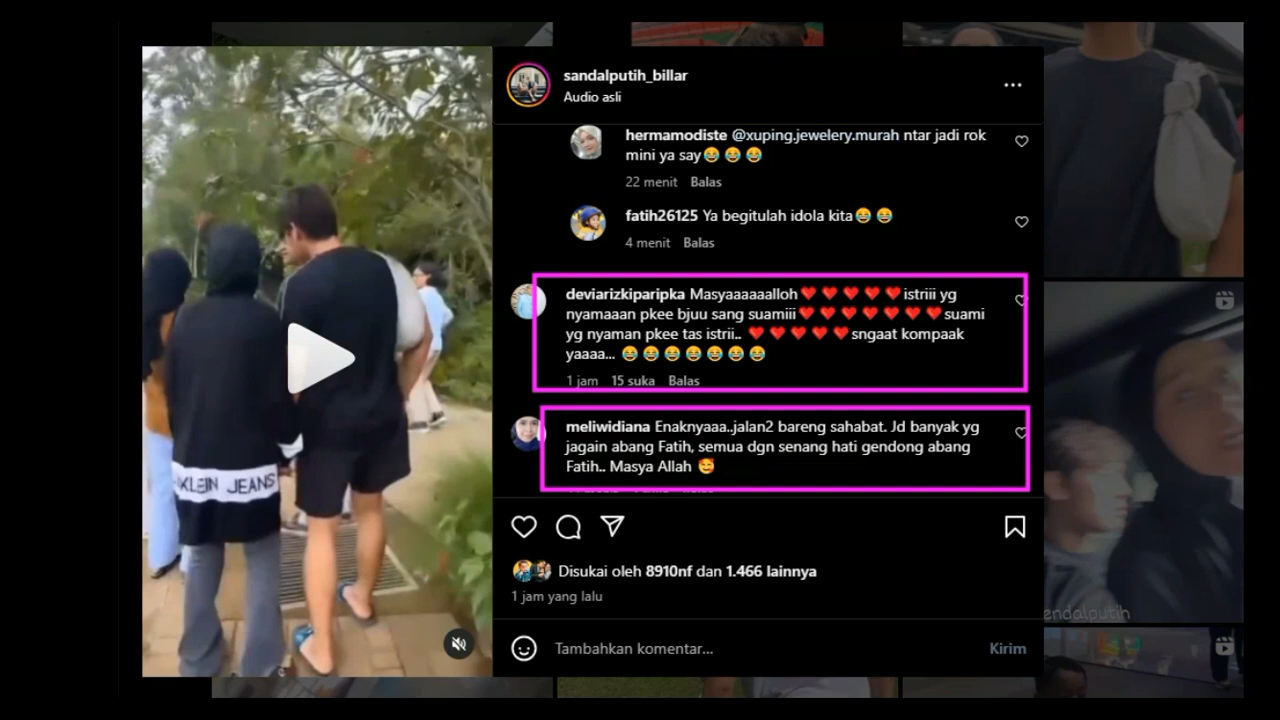 sandalputih_billar
Audio asli
hermamodiste @xuping.jewelery.murah ntar jadi rok
mini ya say😂😂😂
22 menit Balas
fatih26125 Ya begitulah idola kita😂😂
4 menit Balas
deviarizkiparipka Masyaaaaaalloh❤️❤️❤️❤️❤️istriii yg
nyamaaan pkee bjuu sang suamiii❤️❤️❤️❤️❤️❤️❤️suami
yg nyaman pkee tas istrii.. ❤️❤️❤️❤️❤️sngaat kompaak
yaaaa... 😂😂😂😂😂😂😂
1 jam 15 suka Balas
meliwidiana Enaknyaaa..jalan2 bareng sahabat. Jd banyak yg
jagain abang Fatih, semua dgn senang hati gendong abang
Fatih.. Masya Allah 🥰
KLEIN JEANS
Disukai oleh 8910nf dan 1.466 lainnya
1 jam yang lalu
Tambahkan komentar...
Kirim
endalputih